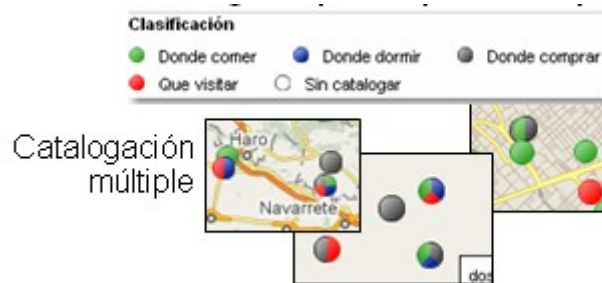 Clasificación
Donde comer Donde dormir Donde comprar
Que visitar Sin catalogar
Catalogación
múltiple
Haro
Navarrete
dos